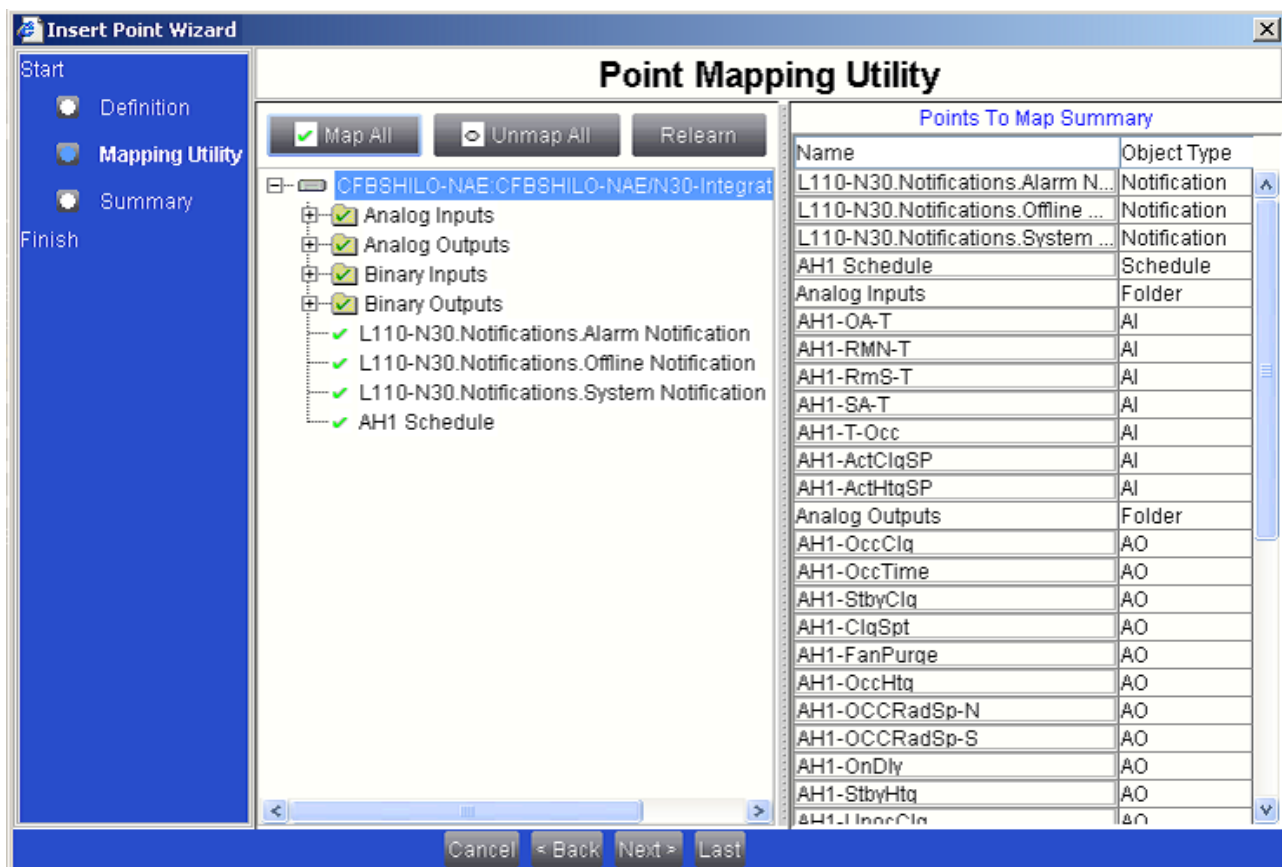 Insert Point Wizard
Start
Definition
Mapping Utility
Summary
Finish
Point Mapping Utility
Map All
Unmap All
Relearn
CFBSHILO-NAE:CFBSHILO-NAE/N30-Integrat
Analog Inputs
Analog Outputs
Binary Inputs
Binary Outputs
L110-N30.Notifications.Alarm Notification
L110-N30.Notifications.Offline Notification
L110-N30.Notifications.System Notification
AH1 Schedule
Points To Map Summary
Name Object Type
L110-N30.Notifications.Alarm N... Notification
L110-N30.Notifications.Offline ... Notification
L110-N30.Notifications.System ... Notification
AH1 Schedule Schedule
Analog Inputs Folder
AH1-OA-T AI
AH1-RMN-T AI
AH1-RmS-T AI
AH1-SA-T AI
AH1-T-Occ AI
AH1-ActClgSP AI
AH1-ActHtgSP AI
Analog Outputs Folder
AH1-OccClg AO
AH1-OccTime AO
AH1-StbyClg AO
AH1-ClgSpt AO
AH1-FanPurge AO
AH1-OccHtg AO
AH1-OCCRadSp-N AO
AH1-OCCRadSp-S AO
AH1-OnDly AO
AH1-StbyHtg AO
AH1-UnocClg AO
Cancel < Back Next > Last